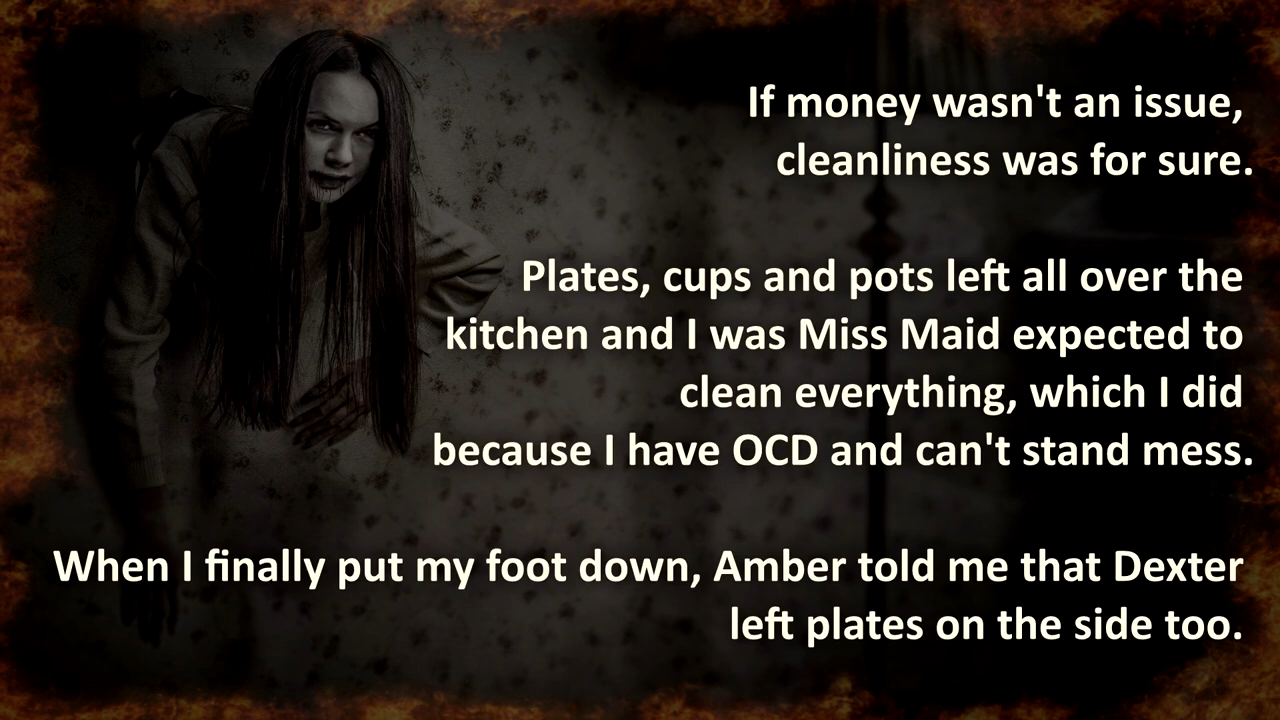 If money wasn't an issue,
cleanliness was for sure.
Plates, cups and pots left all over the
kitchen and I was Miss Maid expected to
clean everything, which I did
because I have OCD and can't stand mess.
When I finally put my foot down, Amber told me that Dexter
left plates on the side too.